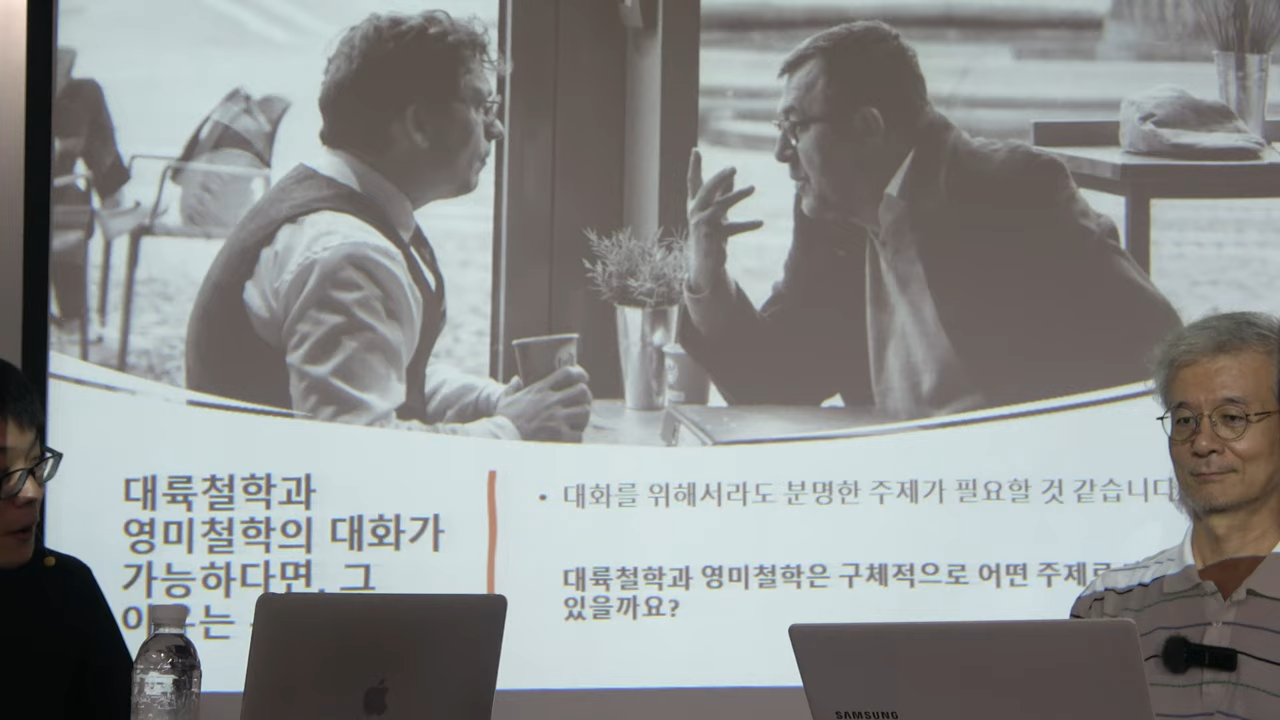 대륙철학과
영미철학의 대화가
가능하다면, 그
• 대화를 위해서라도 분명한 주제가 필요할 것 같습니다
대륙철학과 영미철학은 구체적으로 어떤 주제로
있을까요?
SAMSUNG